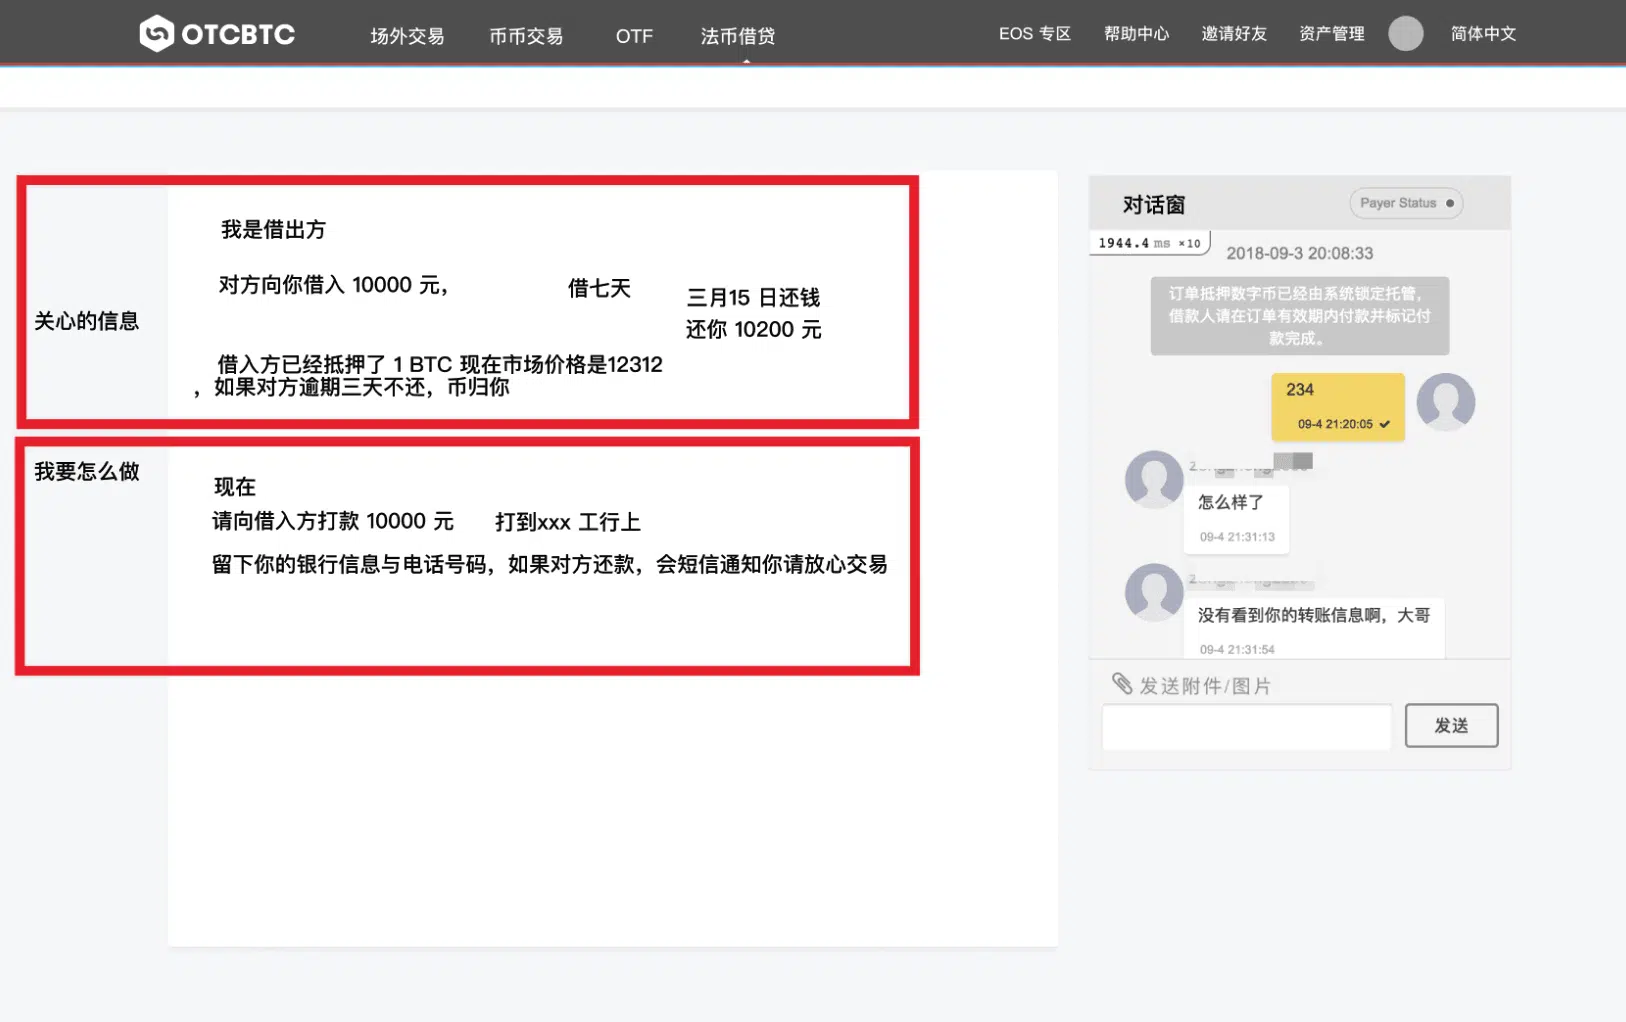 OTCBTC
场外交易
币币交易
OTF
法币借贷
EOS 专区
帮助中心
邀请好友
资产管理
简体中文
关心的信息
我是借出方
对方向你借入 10000 元，
借七天
三月15 日还钱
还你 10200 元
借入方已经抵押了 1 BTC 现在市场价格是12312
，如果对方逾期三天不还，币归你
我要怎么做
现在
请向借入方打款 10000 元
打到xxx 工行上
留下你的银行信息与电话号码，如果对方还款，会短信通知你请放心交易
对话窗
Payer Status
1944.4 ms ×10
2018-09-3 20:08:33
订单抵押数字币已经由系统锁定托管，
借款人请在订单有效期内付款并标记付
款完成。
234
09-4 21:20:05
怎么样了
09-4 21:31:13
没有看到你的转账信息啊，大哥
09-4 21:31:54
发送附件/图片
发送